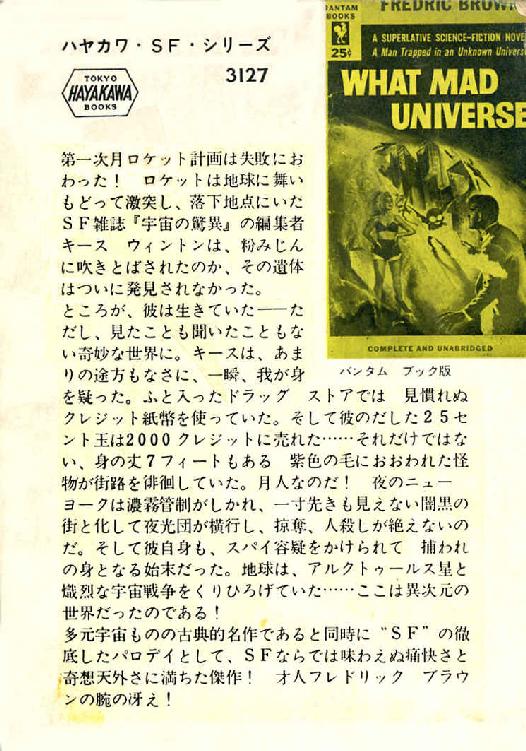 ハヤカワ・SF・シリーズ
3127
TOKYO
HAYAKAWA
BOOKS
BANTAM
BOOKS
25¢
FREDRIC BROWN
A SUPERLATIVE SCIENCE-FICTION NOVE
A Man Trapped in an Unknown Univers
WHAT MAD
UNIVERSE
COMPLETE AND UNABRIDGED
バンタム ブック版
第一次月ロケット計画は失敗にお
わった! ロケットは地球に舞い
もどって激突し、落下地点にいた
SF雑誌『宇宙の驚異』の編集者
キース ウィントンは、粉みじん
に吹きとばされたのか、その遺体
はついに発見されなかった。
ところが、彼は生きていた——た
だし、見たことも聞いたこともな
い奇妙な世界に。キースは、あま
りの途方もなさに、一瞬、我が身
を疑った。ふと入ったドラッグ ストアでは 見慣れぬ
クレジット紙幣を使っていた。そして彼のだした25セ
ント玉は2000クレジットに売れた……それだけではな
い、身の丈7フィートもある 紫色の毛におおわれた怪
物が街路を徘徊していた。月人なのだ! 夜のニュー
ヨークは濃霧管制がしかれ、一寸先きも見えない闇黒の
街と化して夜光団が横行し、掠奪、人殺しが絶えないの
だ。そして彼自身も、スパイ容疑をかけられて 捕われ
の身となる始末だった。地球は、アルクトゥールス星と
熾烈な宇宙戦争をくりひろげていた……ここは異次元の
世界だったのである!
多元宇宙ものの古典的名作であると同時に“SF”の徹
底したパロデイとして、SFならでは味わえぬ痛快さと
奇想天外さに満ちた傑作! 才人フレドリック ブラウ
ンの腕の冴え!